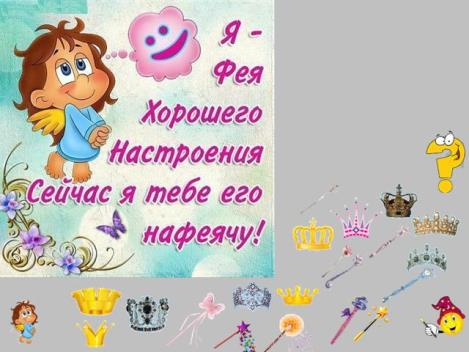 Я -
Фея
Хорошего
Настроения
Сейчас я тебе его
нафеячу!